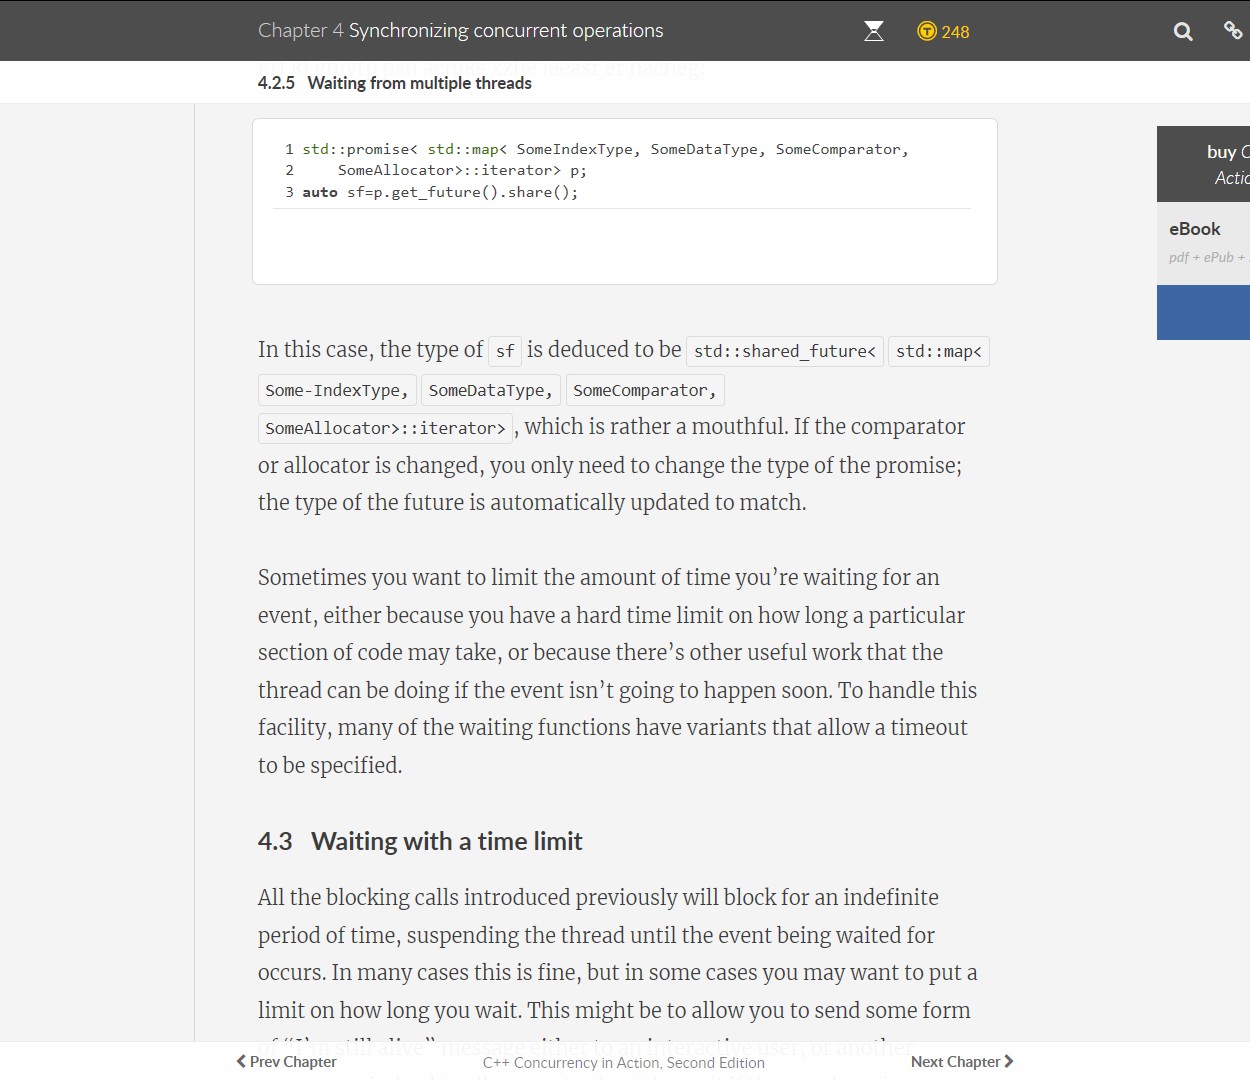 Chapter 4 Synchronizing concurrent operations
248
4.2.5 Waiting from multiple threads
1 std::promise< std::map< SomeIndexType, SomeDataType, SomeComparator,
2 SomeAllocator>::iterator> p;
3 auto sf=p.get_future().share();
buy
eBook
pdf + ePub +
In this case, the type of sf is deduced to be std::shared_future< std::map<
Some-IndexType, SomeDataType, SomeComparator,
SomeAllocator>::iterator> , which is rather a mouthful. If the comparator
or allocator is changed, you only need to change the type of the promise;
the type of the future is automatically updated to match.
Sometimes you want to limit the amount of time you’re waiting for an
event, either because you have a hard time limit on how long a particular
section of code may take, or because there’s other useful work that the
thread can be doing if the event isn’t going to happen soon. To handle this
facility, many of the waiting functions have variants that allow a timeout
to be specified.
4.3 Waiting with a time limit
All the blocking calls introduced previously will block for an indefinite
period of time, suspending the thread until the event being waited for
occurs. In many cases this is fine, but in some cases you may want to put a
limit on how long you wait. This might be to allow you to send some form
of “I’m still alive” message either to an interactive user, or another
Prev Chapter C++ Concurrency in Action, Second Edition Next Chapter